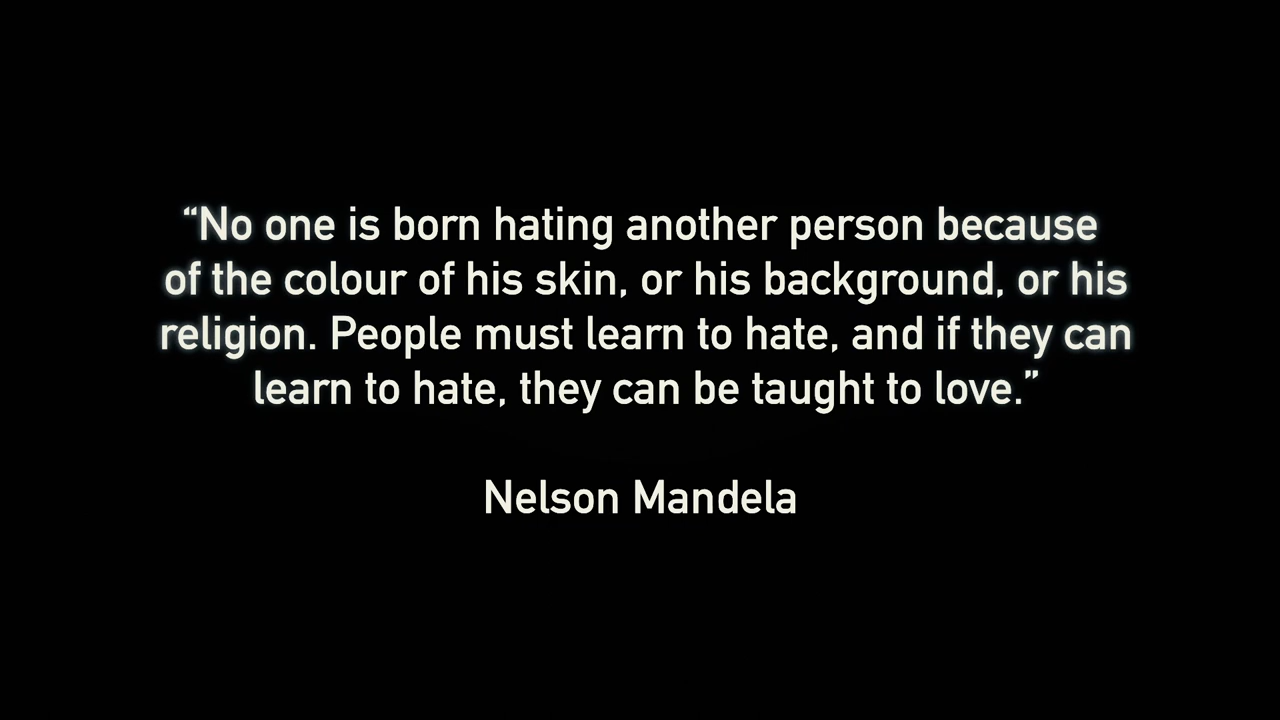 “No one is born hating another person because
of the colour of his skin, or his background, or his
religion. People must learn to hate, and if they can
learn to hate, they can be taught to love.”
Nelson Mandela